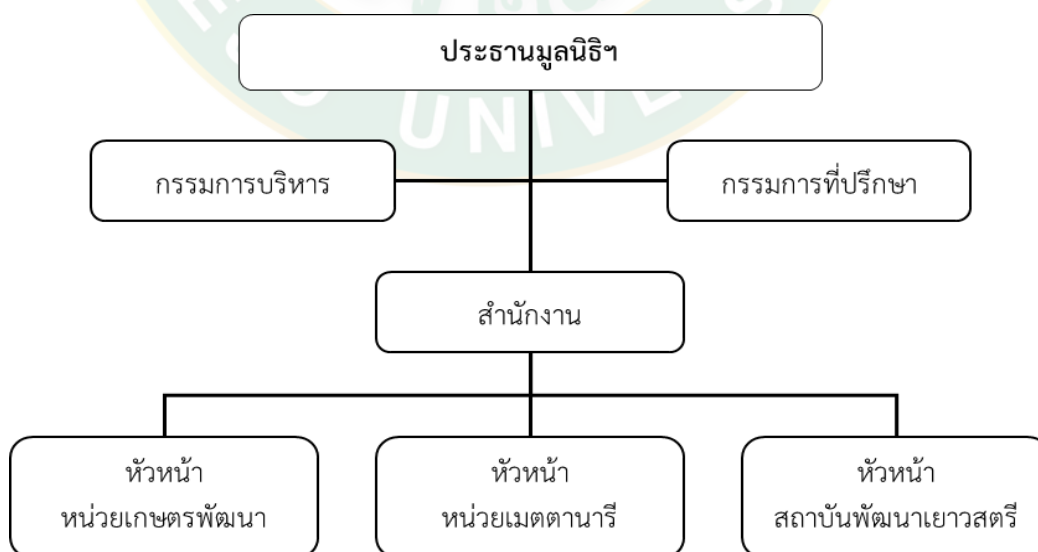 UNIVE
ประธานมูลนิธิฯ
กรรมการบริหาร
กรรมการที่ปรึกษา
สำนักงาน
หัวหน้า
หน่วยเกษตรพัฒนา
หัวหน้า
หน่วยเมตตานารี
หัวหน้า
สถาบันพัฒนาเยาวสตรี